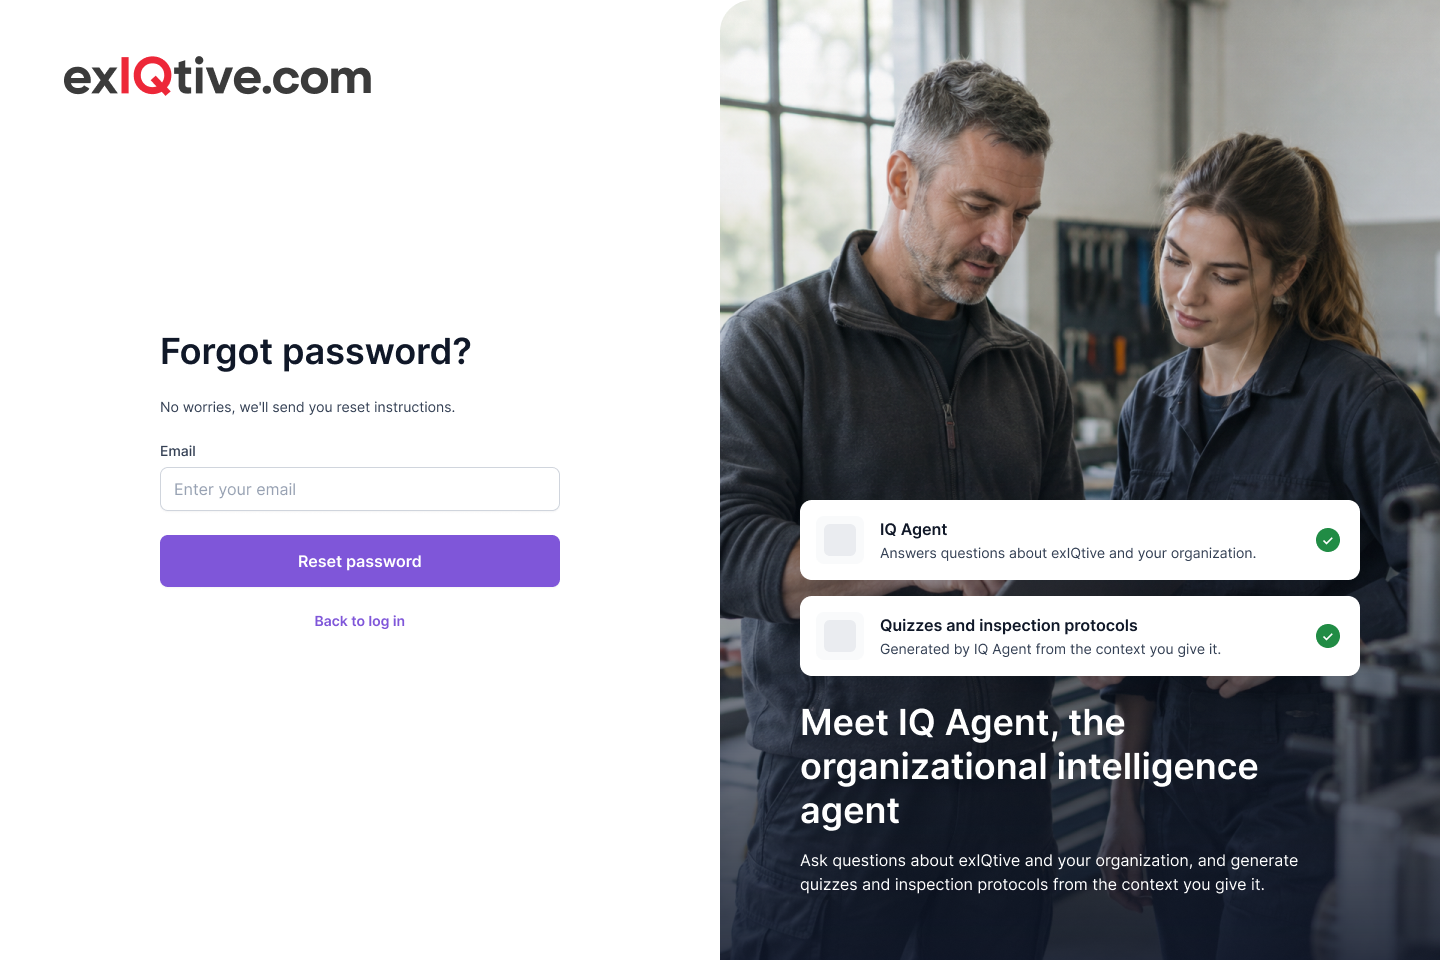 exIQtive.com
Forgot password?
No worries, we'll send you reset instructions.
Email
Enter your email
Reset password
Back to log in
IQ Agent
Answers questions about exIQtive and your organization.
Quizzes and inspection protocols
Generated by IQ Agent from the context you give it.
Meet IQ Agent, the
organizational intelligence
agent
Ask questions about exIQtive and your organization, and generate
quizzes and inspection protocols from the context you give it.